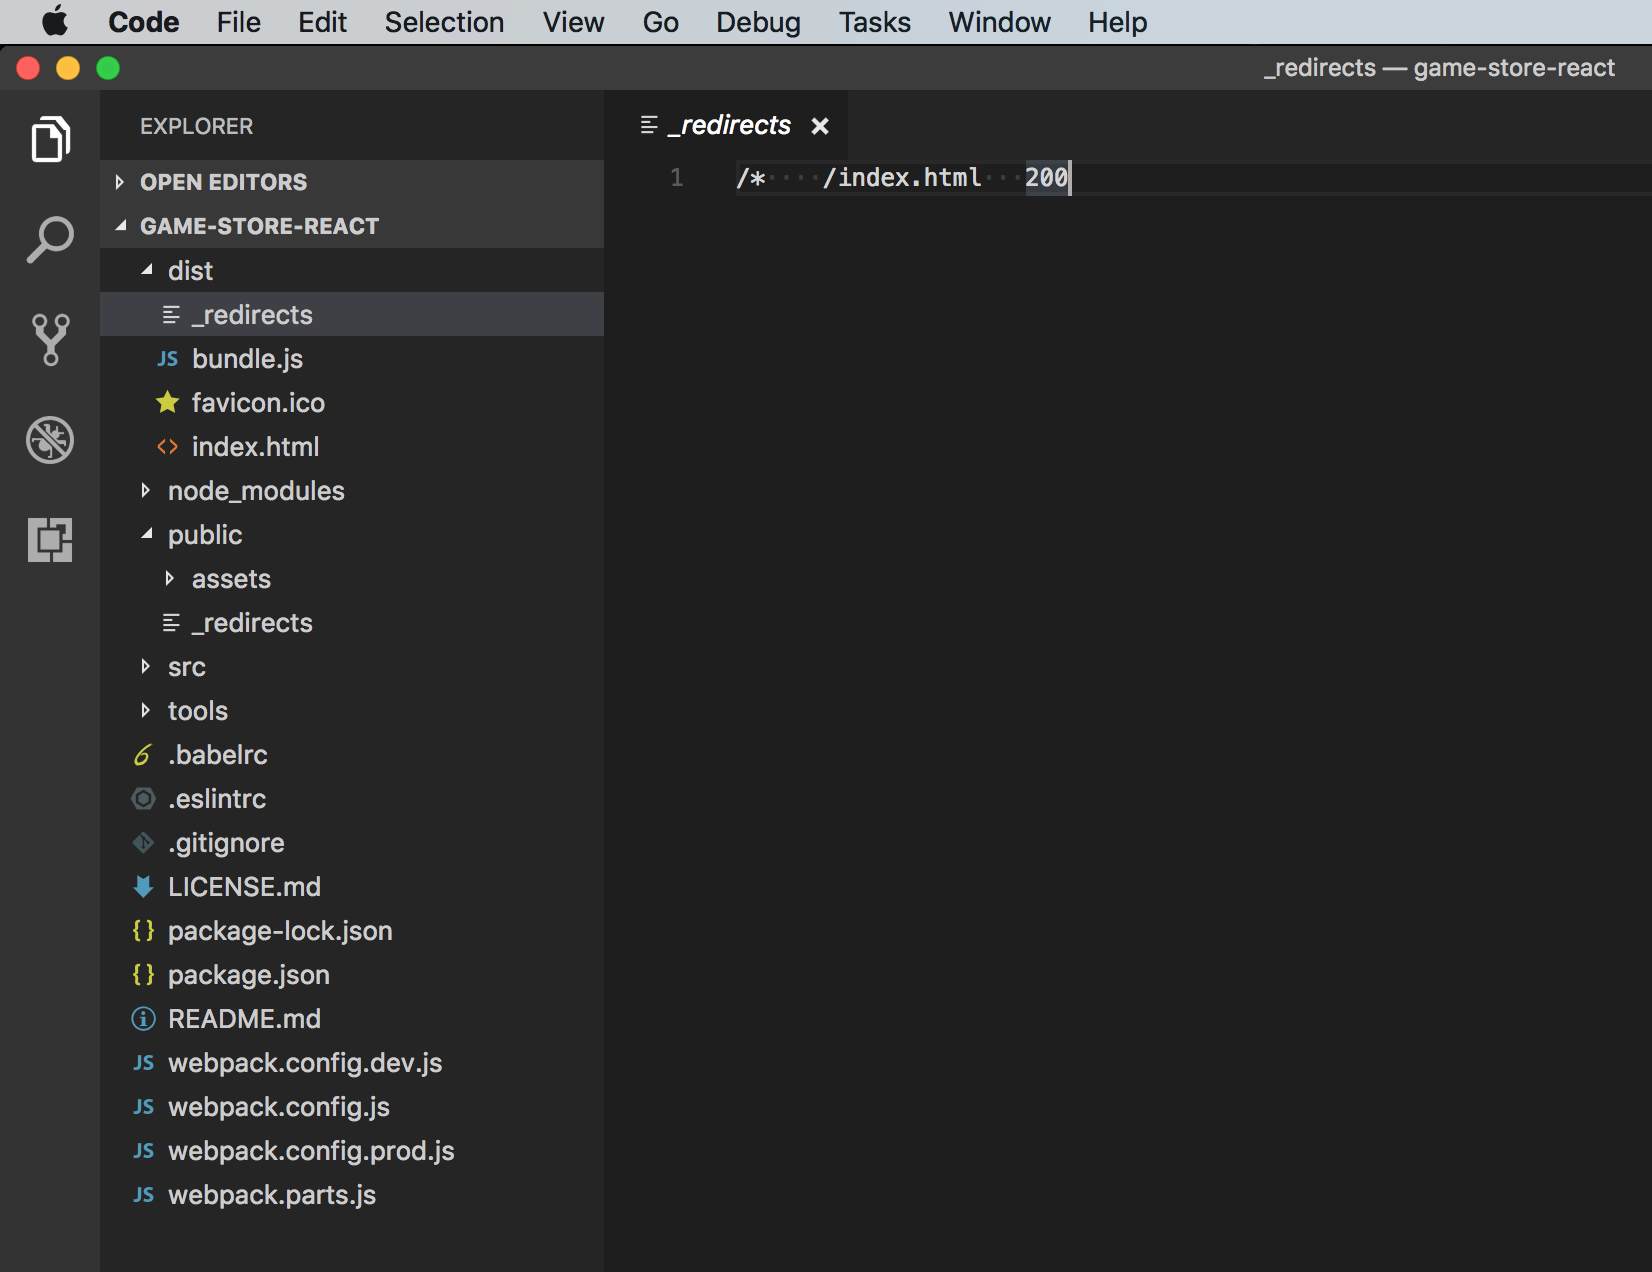 Code File Edit Selection View Go Debug Tasks Window Help
_redirects — game-store-react
EXPLORER
OPEN EDITORS
GAME-STORE-REACT
dist
_redirects
JS bundle.js
favicon.ico
<> index.html
node_modules
public
assets
_redirects
src
tools
6 .babelrc
.eslintrc
.gitignore
LICENSE.md
{} package-lock.json
{} package.json
i README.md
JS webpack.config.dev.js
JS webpack.config.js
JS webpack.config.prod.js
JS webpack.parts.js
_redirects ×
1 /*····/index.html···200